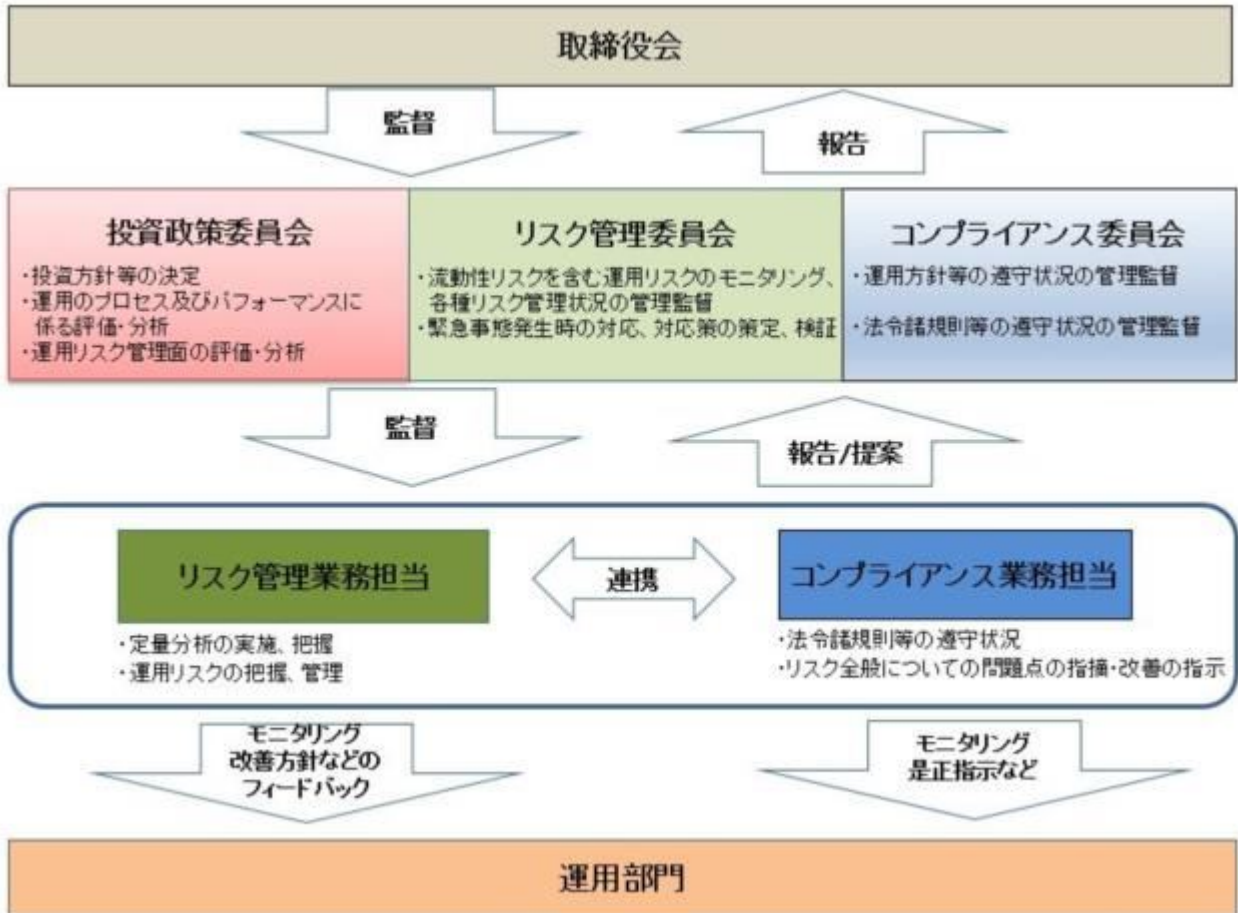 取締役会
監督
報告
投資政策委員会
・投資方針等の決定
・運用のプロセス及びパフォーマンスに
係る評価・分析
・運用リスク管理面の評価・分析
リスク管理委員会
・流動性リスクを含む運用リスクのモニタリング、
各種リスク管理状況の管理監督
・緊急事態発生時の対応、対応策の策定、検証
コンプライアンス委員会
・運用方針等の遵守状況の管理監督
・法令諸規則等の遵守状況の管理監督
監督
報告/提案
リスク管理業務担当
・定量分析の実施、把握
・運用リスクの把握、管理
連携
コンプライアンス業務担当
・法令諸規則等の遵守状況
・リスク全般についての問題点の指摘・改善の指示
モニタリング
改善方針などの
フィードバック
モニタリング
是正指示など
運用部門